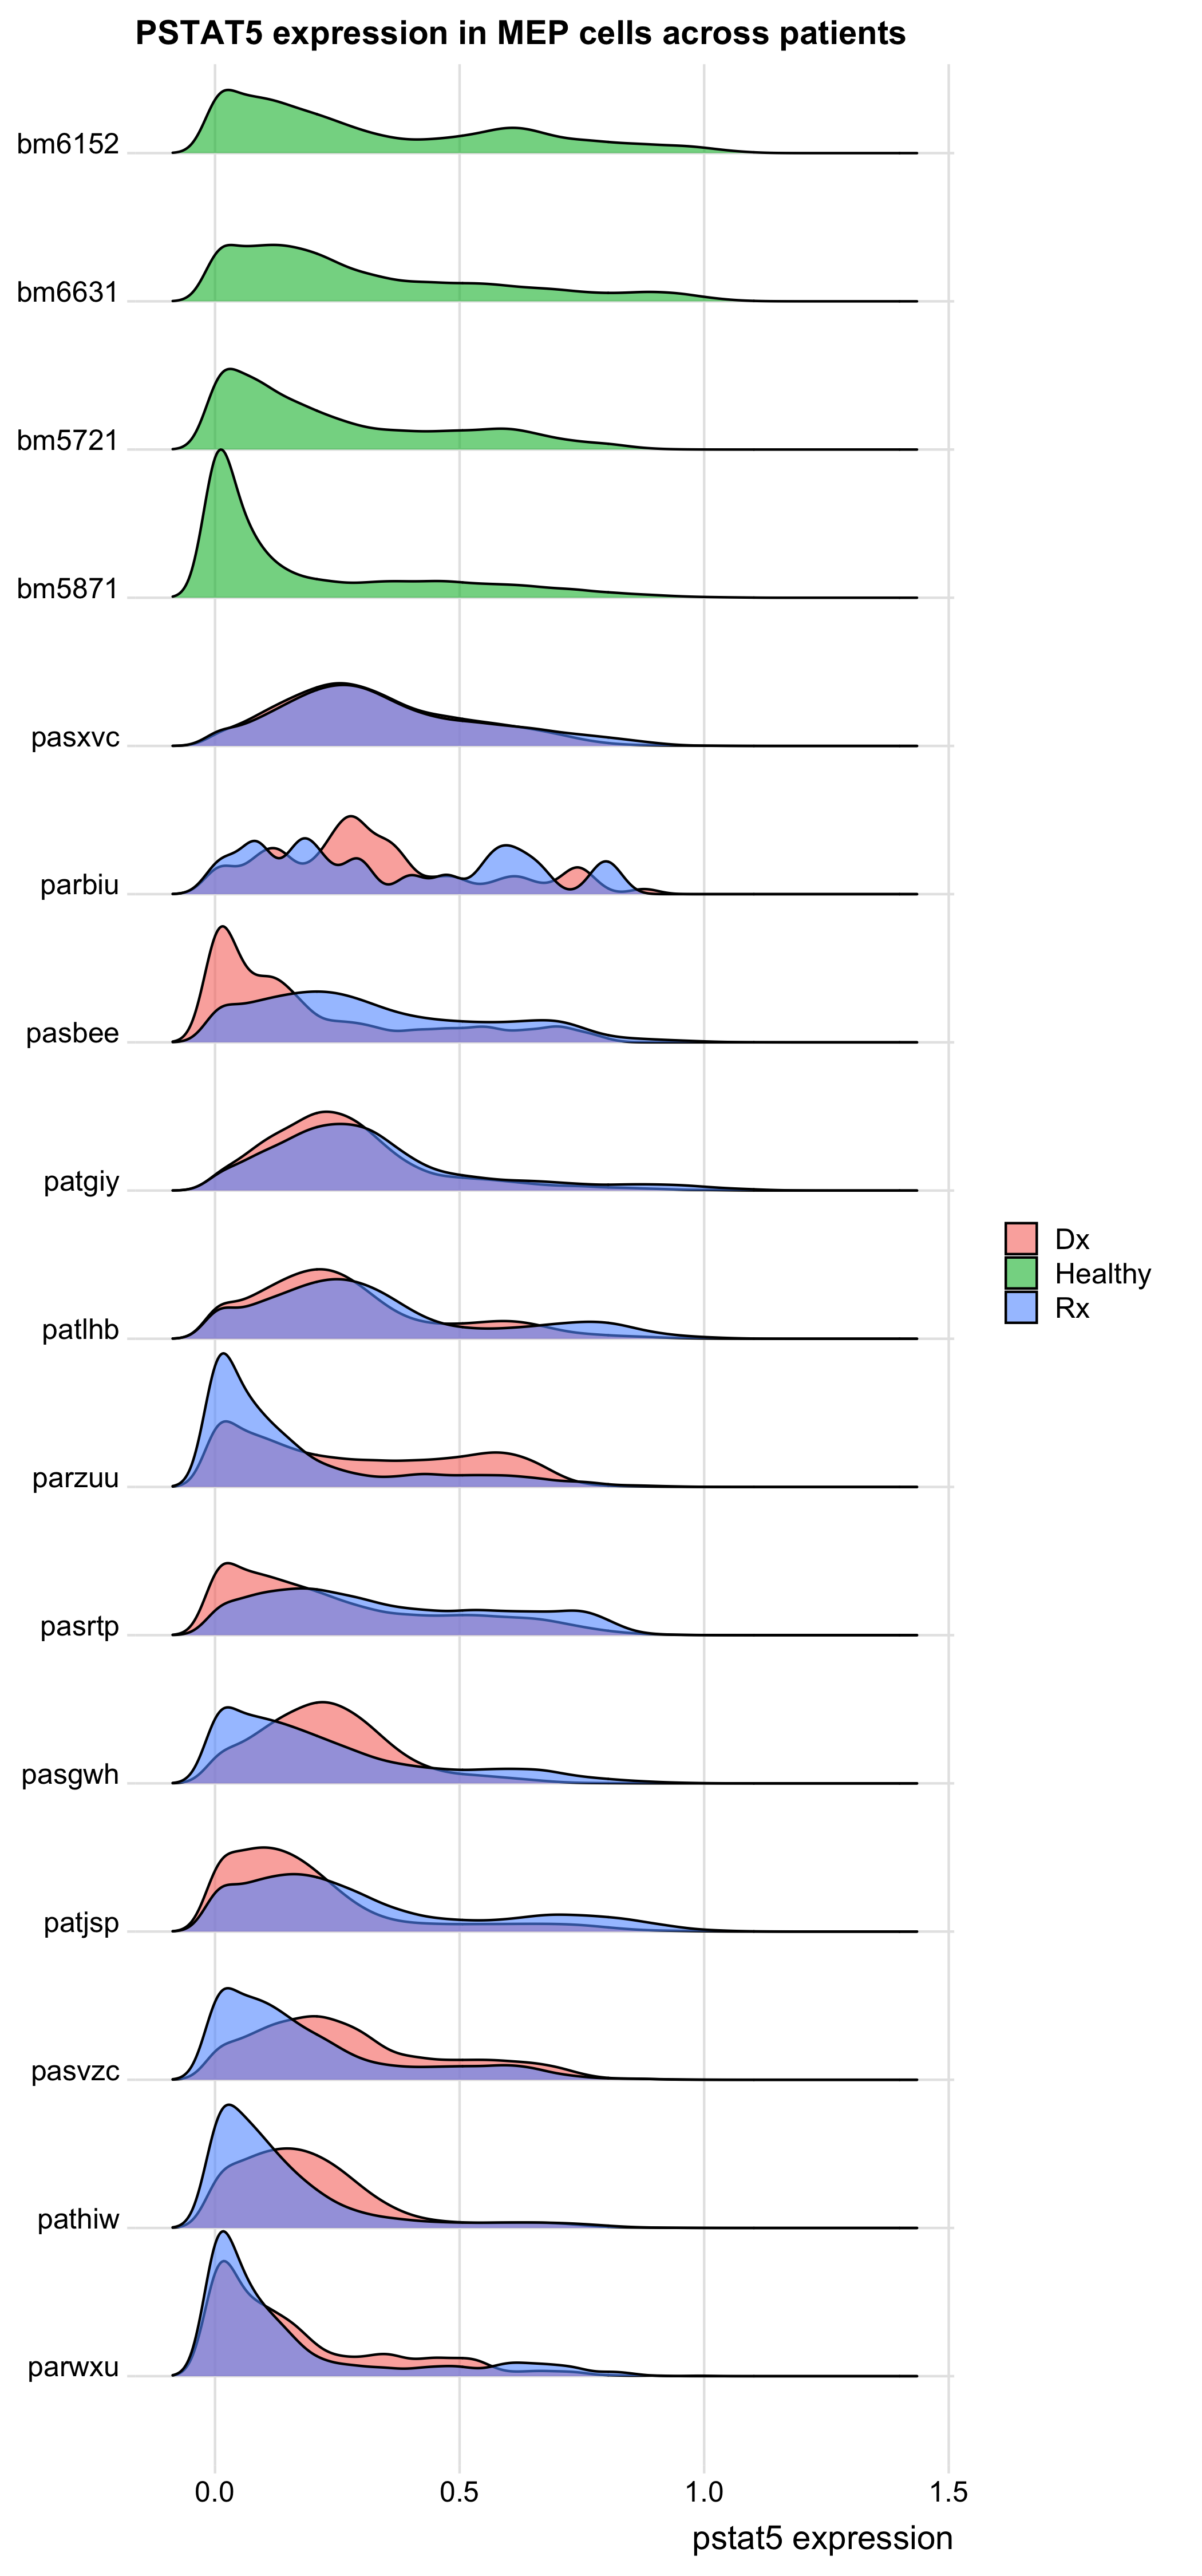 PSTAT5 expression in MEP cells across patients
bm6152
bm6631
bm5721
bm5871
pasxvc
parbiu
pasbee
patgiy
patlhb
parzuu
pasrtp
pasgwh
patjsp
pasvzc
pathiw
parwxu
Dx
Healthy
Rx
0.0 0.5 1.0 1.5
pstat5 expression